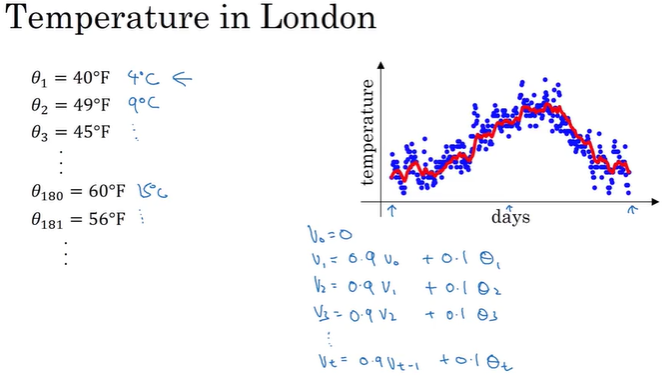 Temperature in London
θ₁ = 40°F 4°C ←
θ₂ = 49°F 9°C
θ₃ = 45°F ⋮
⋮
θ₁₈₀ = 60°F 15°C
θ₁₈₁ = 56°F ⋮
⋮
temperature
days
V₀ = 0
V₁ = 0.9 V₀ + 0.1 θ₁
V₂ = 0.9 V₁ + 0.1 θ₂
V₃ = 0.9 V₂ + 0.1 θ₃
⋮
Vₜ = 0.9 Vₜ₋₁ + 0.1 θₜ